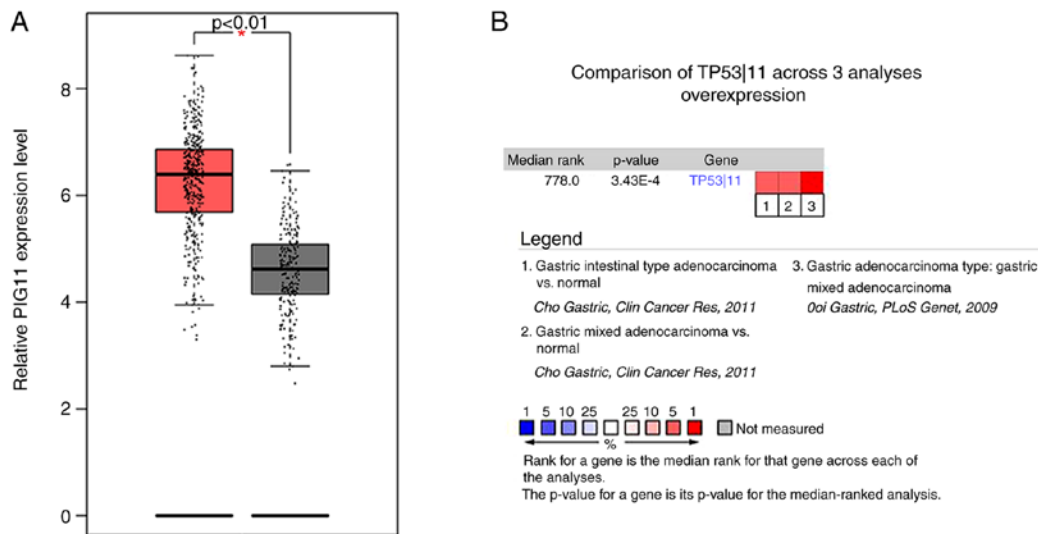 A
p<0.01
*
Relative PIG11 expression level
8
6
4
2
0
B
Comparison of TP53|11 across 3 analyses
overexpression
Median rank p-value Gene
778.0 3.43E-4 TP53|11
1 2 3
Legend
1. Gastric intestinal type adenocarcinoma
vs. normal
Cho Gastric, Clin Cancer Res, 2011
2. Gastric mixed adenocarcinoma vs.
normal
Cho Gastric, Clin Cancer Res, 2011
3. Gastric adenocarcinoma type: gastric
mixed adenocarcinoma
0oi Gastric, PLoS Genet, 2009
1 5 10 25 25 10 5 1
%
Not measured
Rank for a gene is the median rank for that gene across each of
the analyses.
The p-value for a gene is its p-value for the median-ranked analysis.